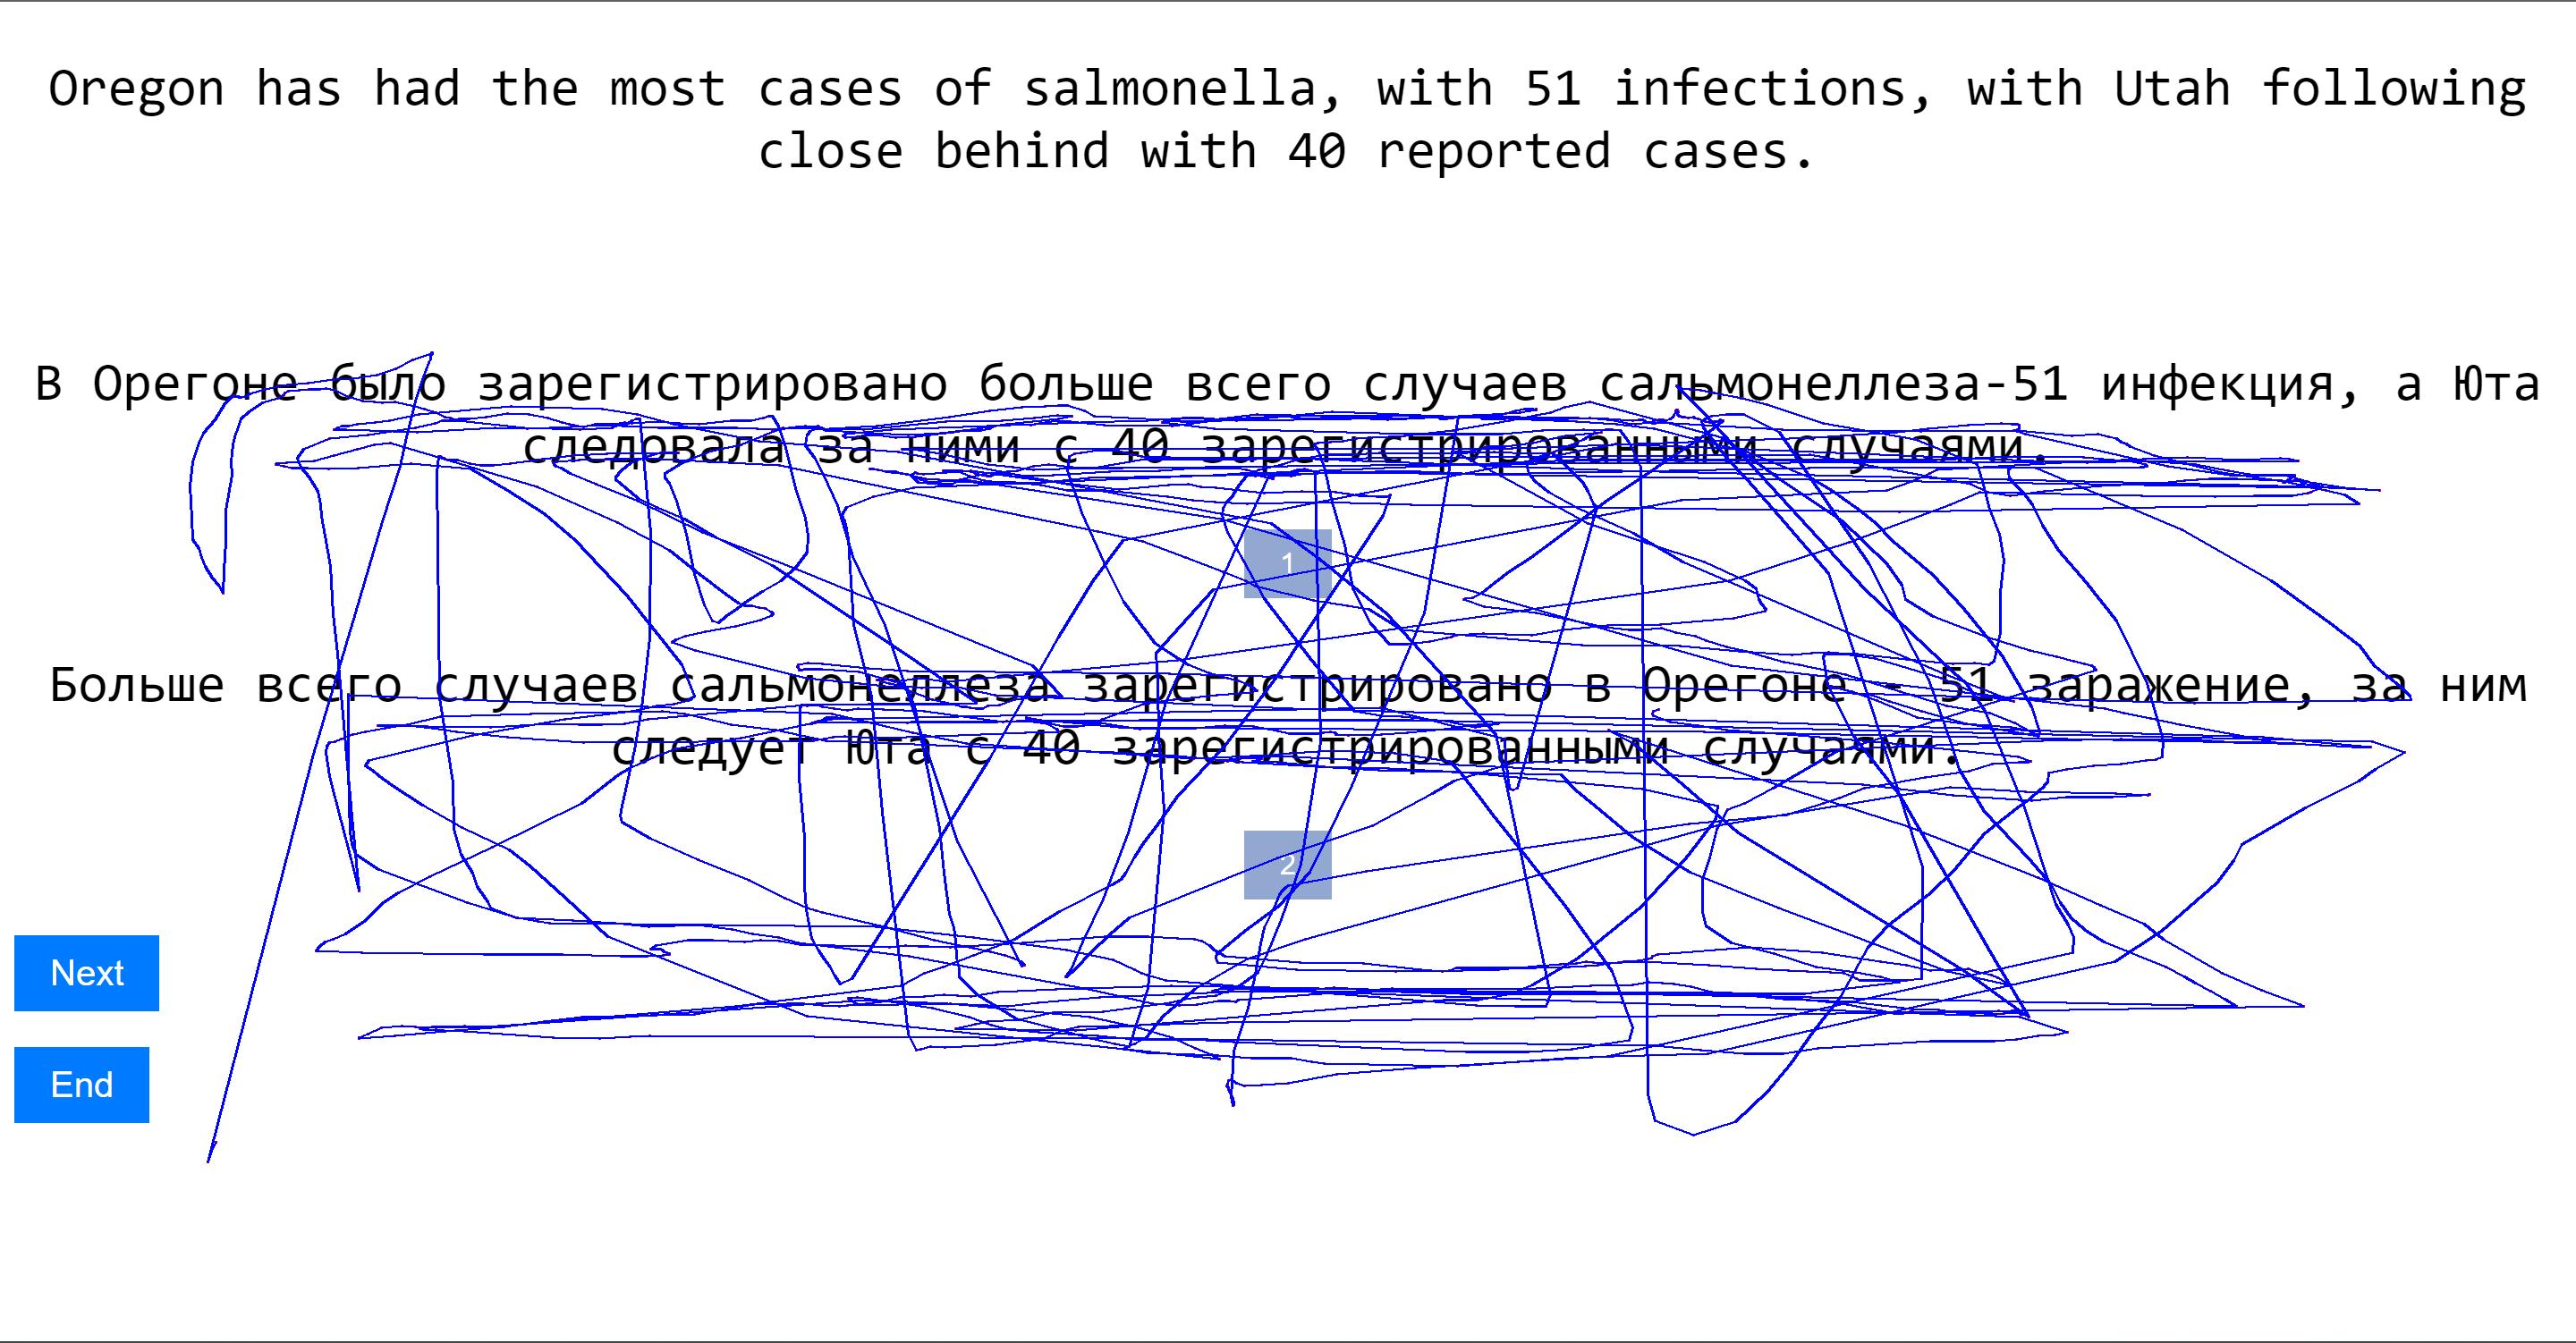 Oregon has had the most cases of salmonella, with 51 infections, with Utah following
close behind with 40 reported cases.
В Орегоне было зарегистрировано больше всего случаев сальмонеллеза-51 инфекция, а Юта
следовала за ними с 40 зарегистрированными случаями.
1
Больше всего случаев сальмонеллеза зарегистрировано в Орегоне - 51 заражение, за ним
следует Юта с 40 зарегистрированными случаями.
2
Next
End